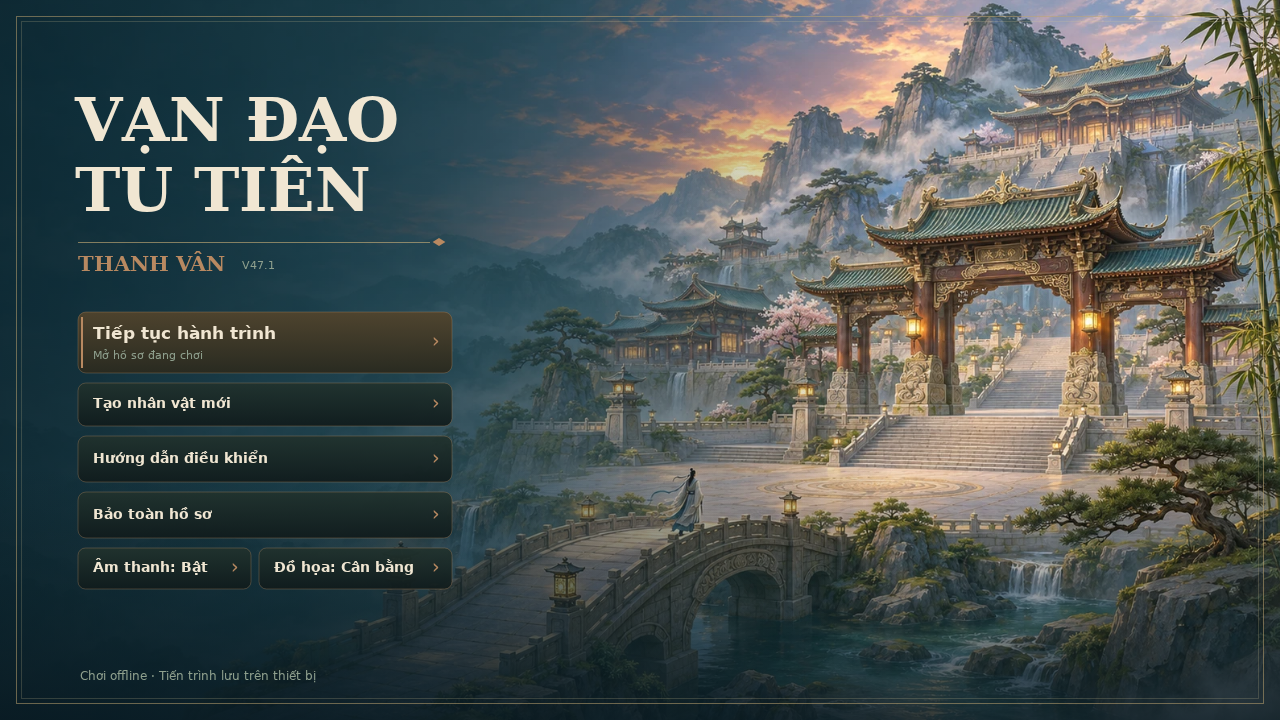 VẠN ĐẠO
TU TIÊN
THANH VÂN V47.1
Tiếp tục hành trình ›
Mở hồ sơ đang chơi
Tạo nhân vật mới ›
Hướng dẫn điều khiển ›
Bảo toàn hồ sơ ›
Âm thanh: Bật › Đồ họa: Cân bằng ›
Chơi offline · Tiến trình lưu trên thiết bị